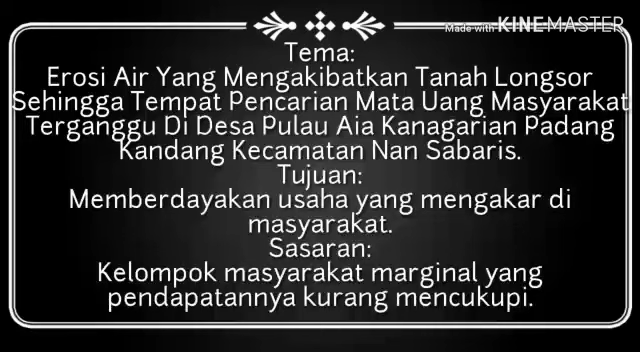 Made with KINEMASTER
Tema:
Erosi Air Yang Mengakibatkan Tanah Longsor
Sehingga Tempat Pencarian Mata Uang Masyarakat
Terganggu Di Desa Pulau Aia Kanagarian Padang
Kandang Kecamatan Nan Sabaris.
Tujuan:
Memberdayakan usaha yang mengakar di
masyarakat.
Sasaran:
Kelompok masyarakat marginal yang
pendapatannya kurang mencukupi.